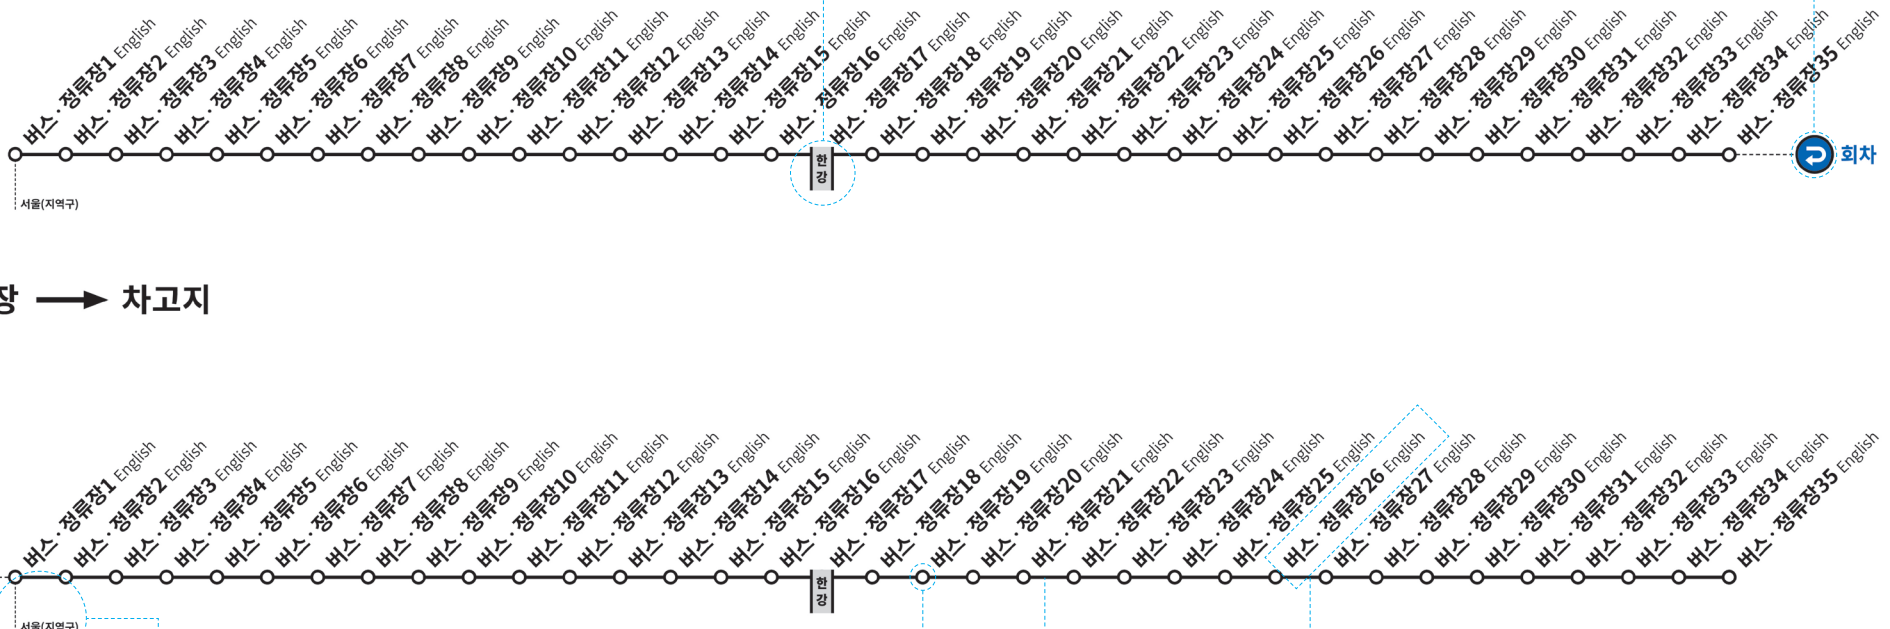 버스·정류장1 English
버스·정류장2 English
버스·정류장3 English
버스·정류장4 English
버스·정류장5 English
버스·정류장6 English
버스·정류장7 English
버스·정류장8 English
버스·정류장9 English
버스·정류장10 English
버스·정류장11 English
버스·정류장12 English
버스·정류장13 English
버스·정류장14 English
버스·정류장15 English
버스·정류장16 English
버스·정류장17 English
버스·정류장18 English
버스·정류장19 English
버스·정류장20 English
버스·정류장21 English
버스·정류장22 English
버스·정류장23 English
버스·정류장24 English
버스·정류장25 English
버스·정류장26 English
버스·정류장27 English
버스·정류장28 English
버스·정류장29 English
버스·정류장30 English
버스·정류장31 English
버스·정류장32 English
버스·정류장33 English
버스·정류장34 English
버스·정류장35 English
한
강
회차
서울(지역구)
장 → 차고지
버스·정류장1 English
버스·정류장2 English
버스·정류장3 English
버스·정류장4 English
버스·정류장5 English
버스·정류장6 English
버스·정류장7 English
버스·정류장8 English
버스·정류장9 English
버스·정류장10 English
버스·정류장11 English
버스·정류장12 English
버스·정류장13 English
버스·정류장14 English
버스·정류장15 English
버스·정류장16 English
버스·정류장17 English
버스·정류장18 English
버스·정류장19 English
버스·정류장20 English
버스·정류장21 English
버스·정류장22 English
버스·정류장23 English
버스·정류장24 English
버스·정류장25 English
버스·정류장26 English
버스·정류장27 English
버스·정류장28 English
버스·정류장29 English
버스·정류장30 English
버스·정류장31 English
버스·정류장32 English
버스·정류장33 English
버스·정류장34 English
버스·정류장35 English
한
강
서울(지역구)